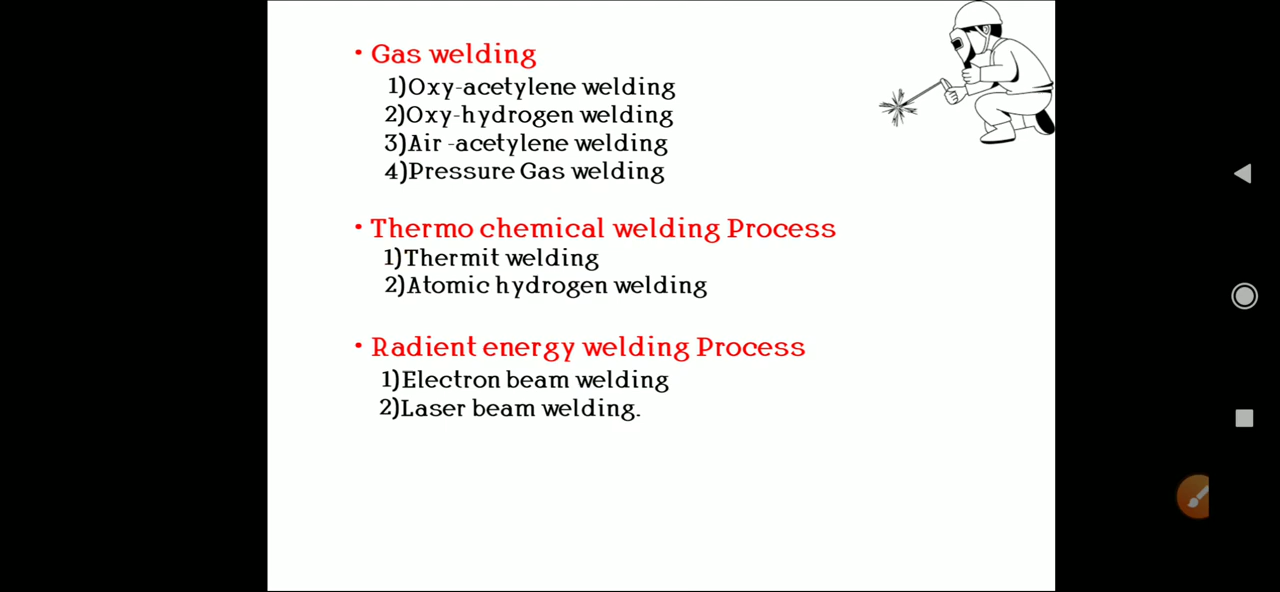 • Gas welding
1)Oxy-acetylene welding
2)Oxy-hydrogen welding
3)Air -acetylene welding
4)Pressure Gas welding
• Thermo chemical welding Process
1)Thermit welding
2)Atomic hydrogen welding
• Radient energy welding Process
1)Electron beam welding
2)Laser beam welding.